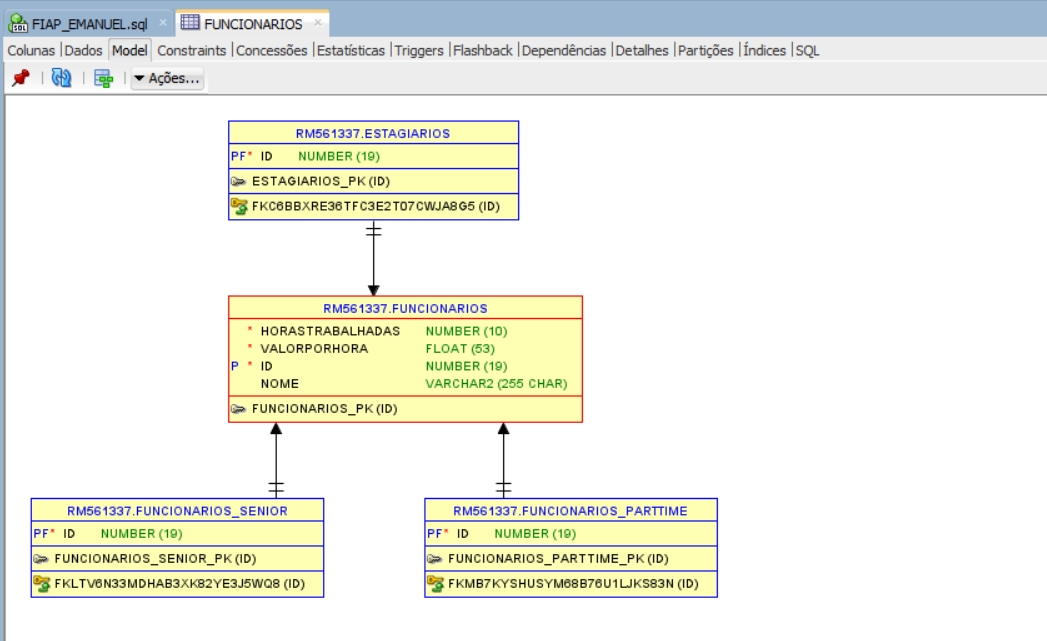 FIAP_EMANUEL.sql × FUNCIONARIOS ×
Colunas |Dados |Model |Constraints |Concessões |Estatísticas |Triggers |Flashback |Dependências |Detalhes |Partições |Índices |SQL
Ações...
RM561337.ESTAGIARIOS
PF* ID NUMBER (19)
ESTAGIARIOS_PK (ID)
FKC6BBXRE36TFC3E2T07CWJA8G5 (ID)
RM561337.FUNCIONARIOS
* HORASTRABALHADAS NUMBER (10)
* VALORPORHORA FLOAT (53)
P * ID NUMBER (19)
NOME VARCHAR2 (255 CHAR)
FUNCIONARIOS_PK (ID)
RM561337.FUNCIONARIOS_SENIOR
PF* ID NUMBER (19)
FUNCIONARIOS_SENIOR_PK (ID)
FKLTV6N33MDHAB3XK82YE3J5WQ8 (ID)
RM561337.FUNCIONARIOS_PARTTIME
PF* ID NUMBER (19)
FUNCIONARIOS_PARTTIME_PK (ID)
FKMB7KYSHUSYM68B76U1LJKS83N (ID)